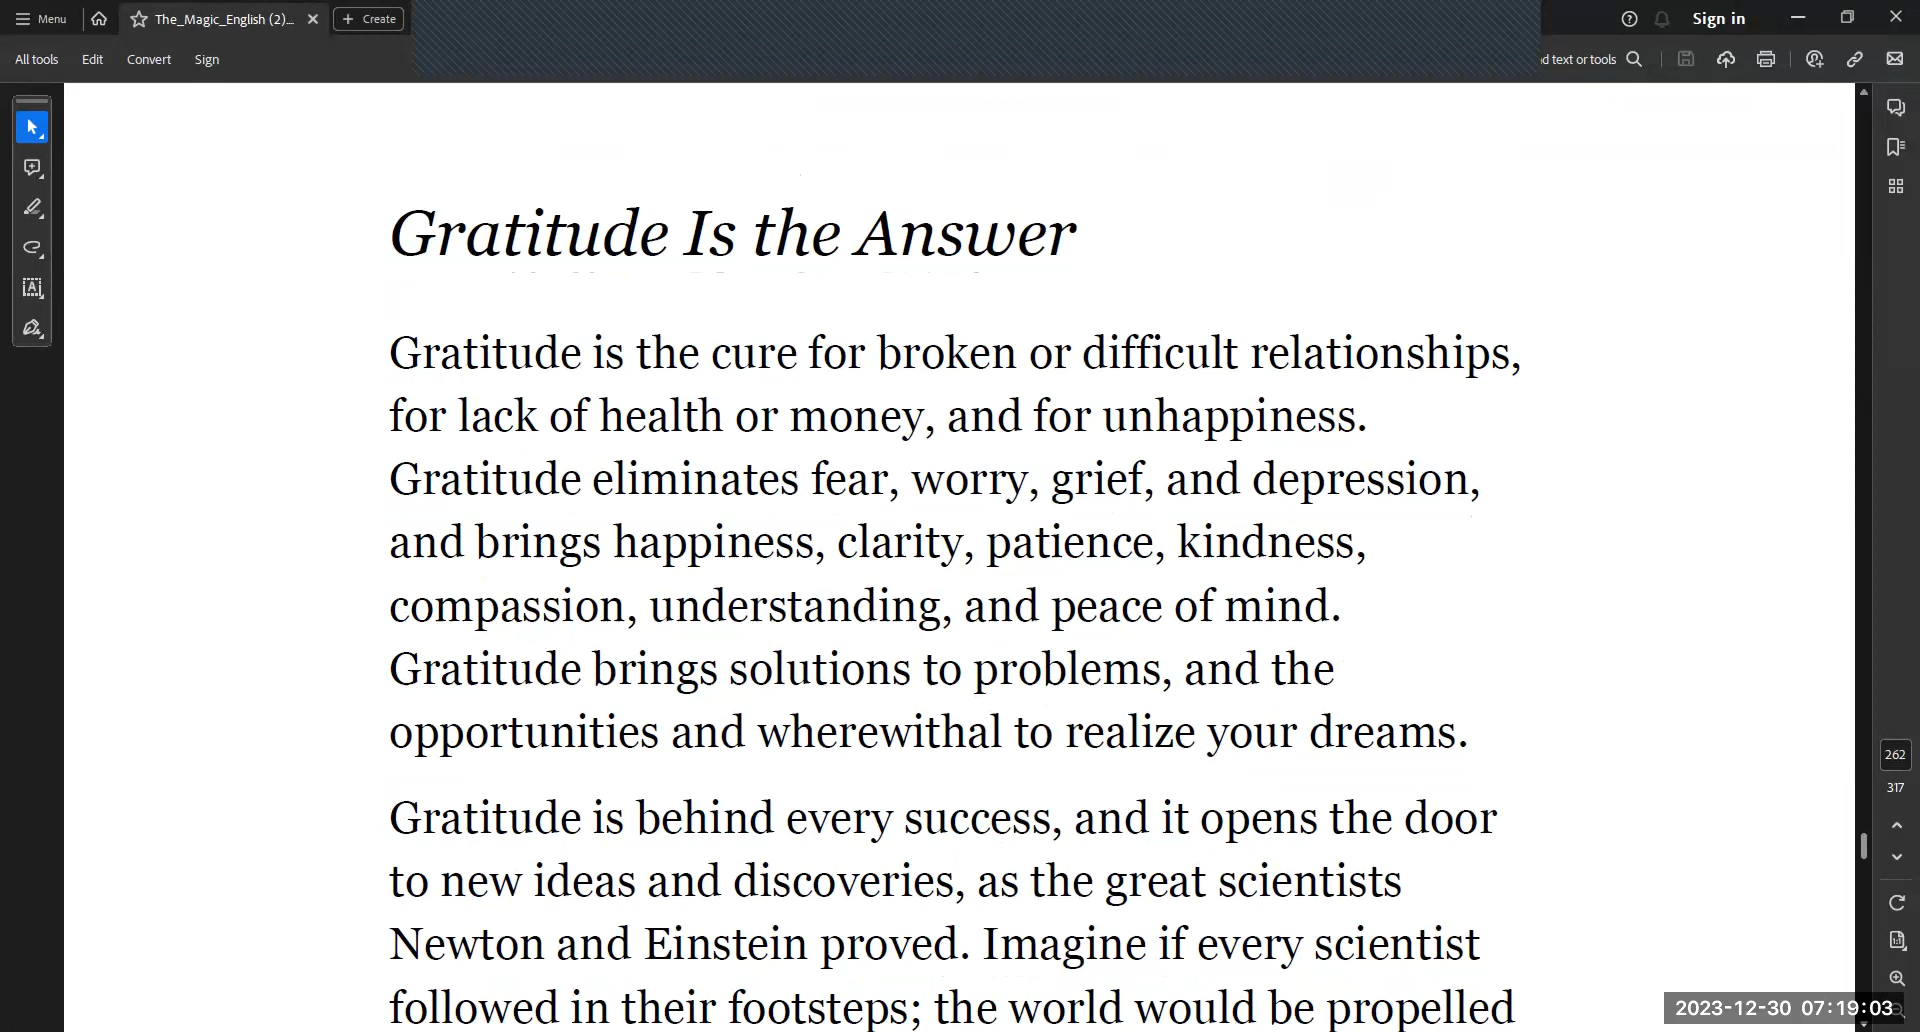 Menu
The_Magic_English (2)...
Create
Sign in
All tools
Edit
Convert
Sign
d text or tools
Gratitude Is the Answer
Gratitude is the cure for broken or difficult relationships,
for lack of health or money, and for unhappiness.
Gratitude eliminates fear, worry, grief, and depression,
and brings happiness, clarity, patience, kindness,
compassion, understanding, and peace of mind.
Gratitude brings solutions to problems, and the
opportunities and wherewithal to realize your dreams.
Gratitude is behind every success, and it opens the door
to new ideas and discoveries, as the great scientists
Newton and Einstein proved. Imagine if every scientist
followed in their footsteps; the world would be propelled
262
317
2023-12-30 07:19:03